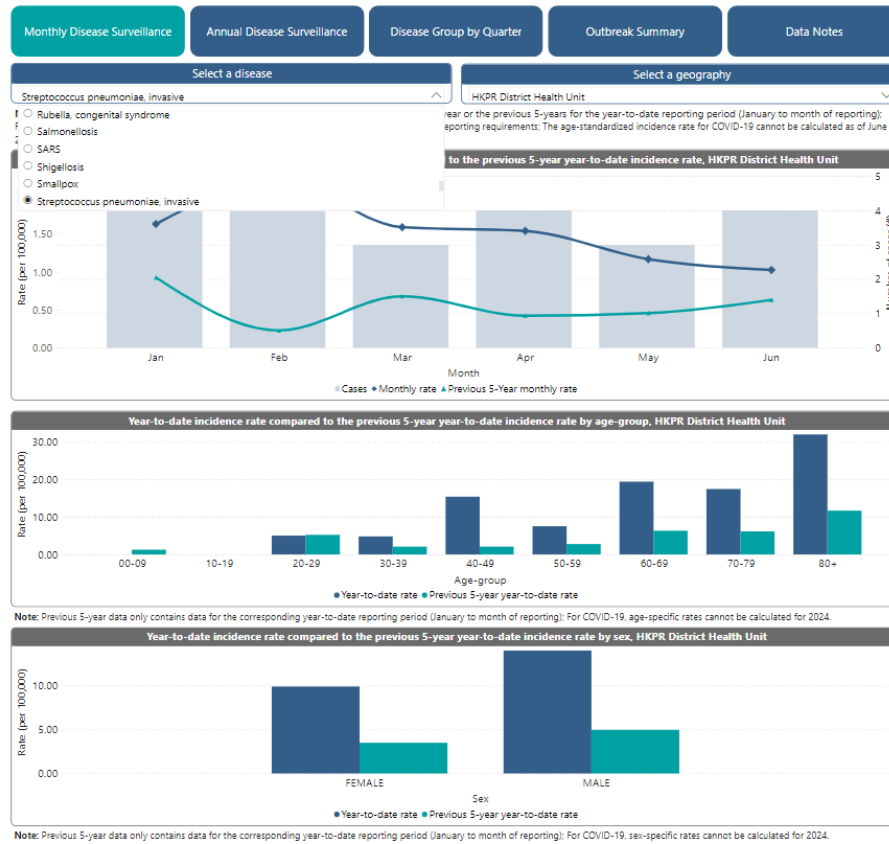 Monthly Disease Surveillance
Annual Disease Surveillance
Disease Group by Quarter
Outbreak Summary
Data Notes
Select a disease
Select a geography
Streptococcus pneumoniae, invasive
HKPR District Health Unit
Rubella, congenital syndrome
Salmonellosis
SARS
Shigellosis
Smallpox
Streptococcus pneumoniae, invasive
year or the previous 5-years for the year-to-date reporting period (January to month of reporting);
reporting requirements; The age-standardized incidence rate for COVID-19 cannot be calculated as of June
to the previous 5-year year-to-date incidence rate, HKPR District Health Unit
Rate (per 100,000)
1.50
1.00
0.50
0.00
5
4
3
2
1
0
Jan Feb Mar Apr May Jun
Month
Cases Monthly rate Previous 5-Year monthly rate
Year-to-date incidence rate compared to the previous 5-year year-to-date incidence rate by age-group, HKPR District Health Unit
Rate (per 100,000)
30.00
20.00
10.00
0.00
00-09 10-19 20-29 30-39 40-49 50-59 60-69 70-79 80+
Age-group
Year-to-date rate Previous 5-year year-to-date
Note: Previous 5-year data only contains data for the corresponding year-to-date reporting period (January to month of reporting); For COVID-19, age-specific rates cannot be calculated for 2024.
Year-to-date incidence rate compared to the previous 5-year year-to-date incidence rate by sex, HKPR District Health Unit
Rate (per 100,000)
10.00
5.00
0.00
FEMALE MALE
Sex
Year-to-date rate Previous 5-year year-to-date rate
Note: Previous 5-year data only contains data for the corresponding year-to-date reporting period (January to month of reporting); For COVID-19, sex-specific rates cannot be calculated for 2024.